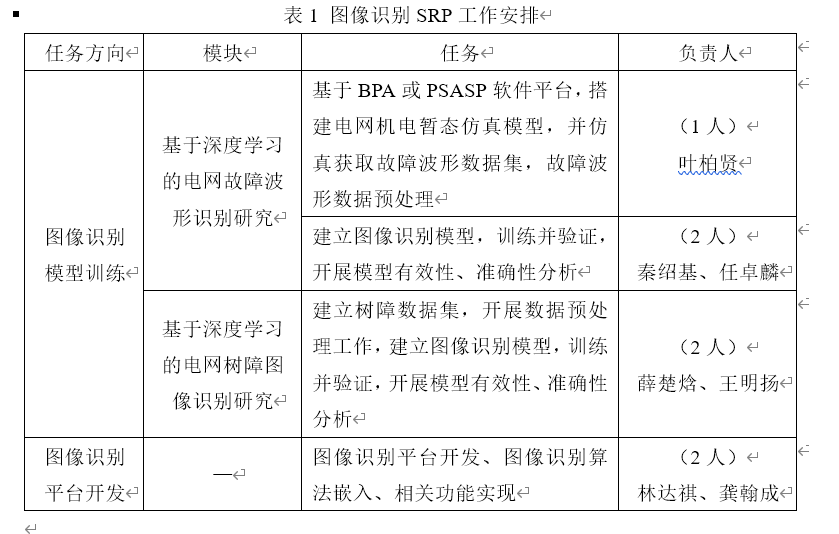 表 1 图像识别 SRP 工作安排
任务方向
模块
任务
负责人
图像识别
模型训练
基于深度学习
的电网故障波
形识别研究
基于 BPA 或 PSASP 软件平台，搭
建电网机电暂态仿真模型，并仿
真获取故障波形数据集，故障波
形数据预处理
（1 人）
叶柏贤
建立图像识别模型，训练并验证，
开展模型有效性、准确性分析
（2 人）
秦绍基、任卓麟
基于深度学习
的电网树障图
像识别研究
建立树障数据集，开展数据预处
理工作，建立图像识别模型，训练
并验证，开展模型有效性、准确性
分析
（2 人）
薛楚焓、王明扬
图像识别
平台开发
—
图像识别平台开发、图像识别算
法嵌入、相关功能实现
（2 人）
林达祺、龚翰成